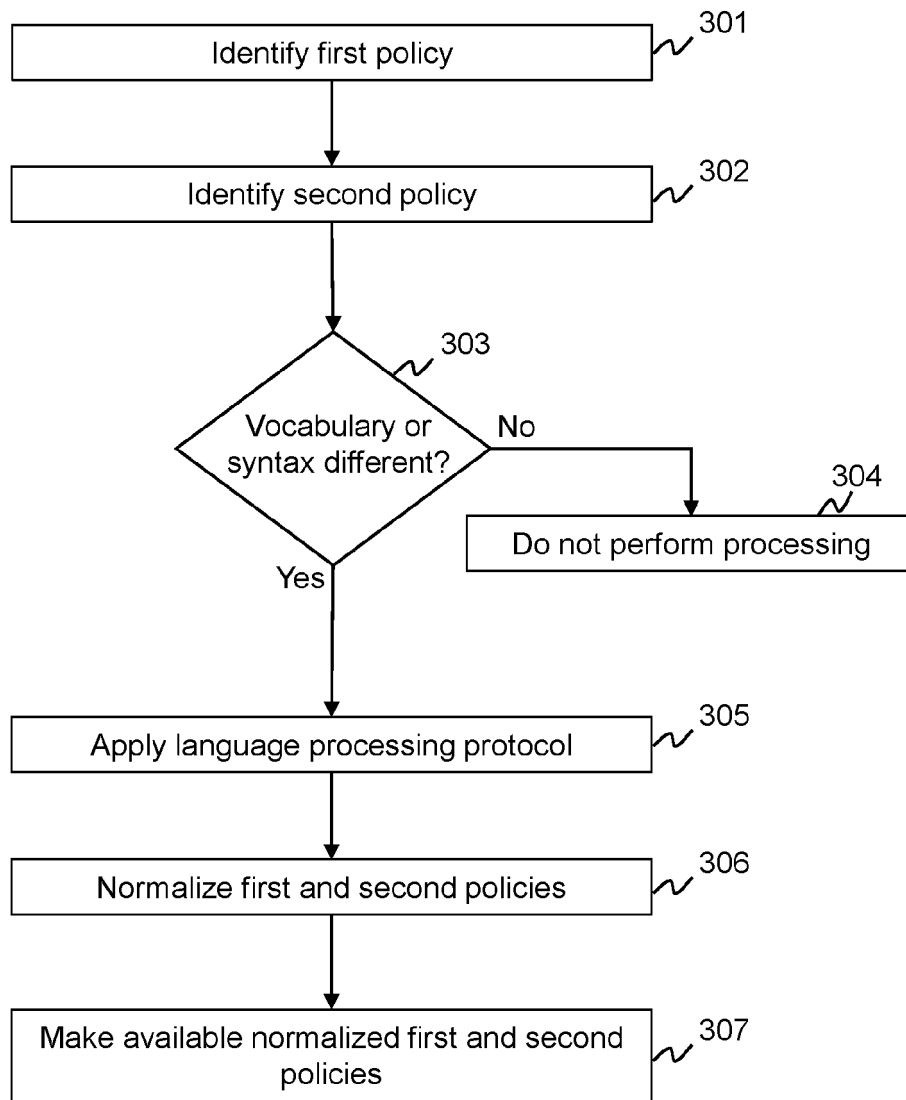 301
Identify first policy
302
Identify second policy
303
Vocabulary or
syntax different?
No
304
Do not perform processing
Yes
305
Apply language processing protocol
306
Normalize first and second policies
307
Make available normalized first and second
policies